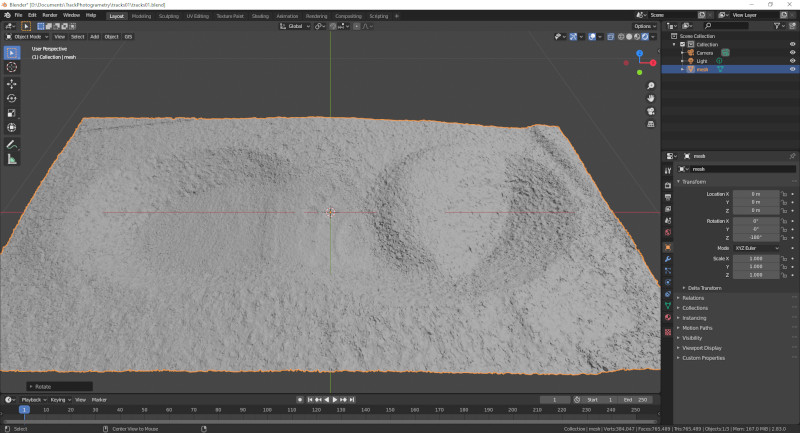 Blender* [D:\Documents\TrackPhotogrametry\tracks01\tracks01.blend]
File Edit Render Window Help Layout Modeling Sculpting UV Editing Texture Paint Shading Animation Rendering Compositing Scripting + Scene View Layer
Global Options
Object Mode View Select Add Object GIS
User Perspective
(1) Collection | mesh
Scene Collection
Collection
Camera
Light
mesh
mesh
mesh
Transform
Location X 0 m
Y 0 m
Z 0 m
Rotation X 0°
Y 0°
Z -180°
Mode XYZ Euler
Scale X 1.000
Y 1.000
Z 1.000
Delta Transform
Relations
Collections
Instancing
Motion Paths
Visibility
Viewport Display
Custom Properties
Rotate
Playback Keying View Marker 1 Start 1 End 250
1 10 20 30 40 50 60 70 80 90 100 110 120 130 140 150 160 170 180 190 200 210 220 230 240 250
Select Center View to Mouse Collection | mesh | Verts:384,047 | Faces:765,489 | Tris:765,489 | Objects:1/3 | Mem: 187.0 MiB | 2.83.0